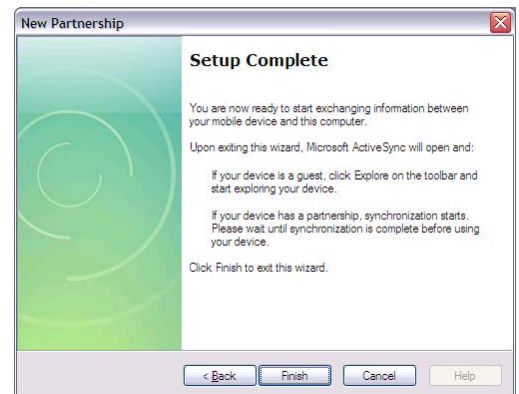 New Partnership
Setup Complete
You are now ready to start exchanging information between
your mobile device and this computer.
Upon exiting this wizard, Microsoft ActiveSync will open and:
If your device is a guest, click Explore on the toolbar and
start exploring your device.
If your device has a partnership, synchronization starts.
Please wait until synchronization is complete before using
your device.
Click Finish to exit this wizard.
< Back Finish Cancel Help